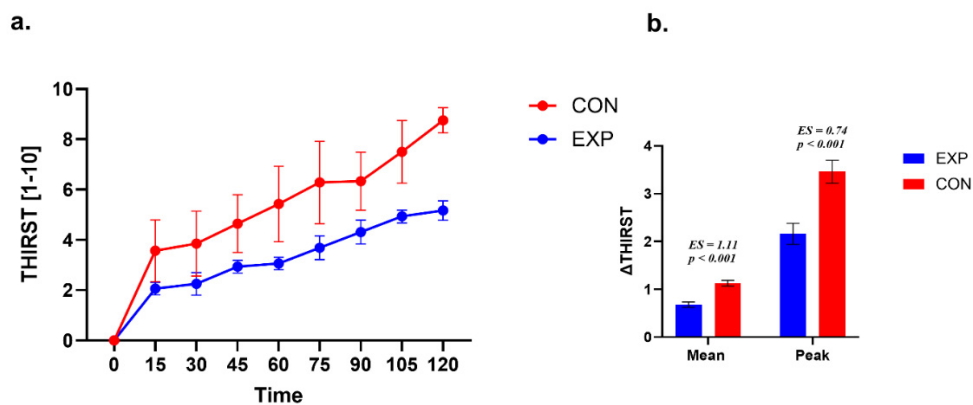 a.
THIRST [1-10]
10
8
6
4
2
0
0 15 30 45 60 75 90 105 120
Time
CON
EXP
b.
ΔTHIRST
4
3
2
1
0
ES = 1.11
p < 0.001
ES = 0.74
p < 0.001
Mean Peak
EXP
CON